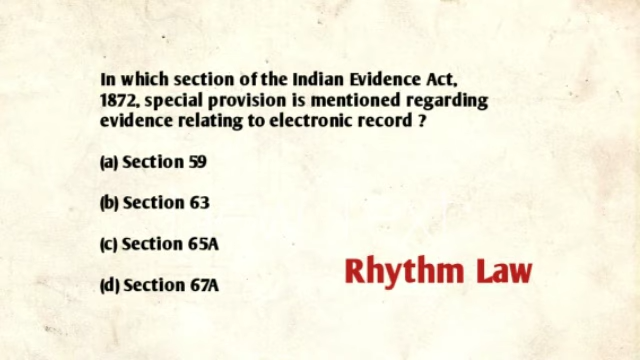 In which section of the Indian Evidence Act,
1872, special provision is mentioned regarding
evidence relating to electronic record ?
(a) Section 59
(b) Section 63
(c) Section 65A
(d) Section 67A
Rhythm Law